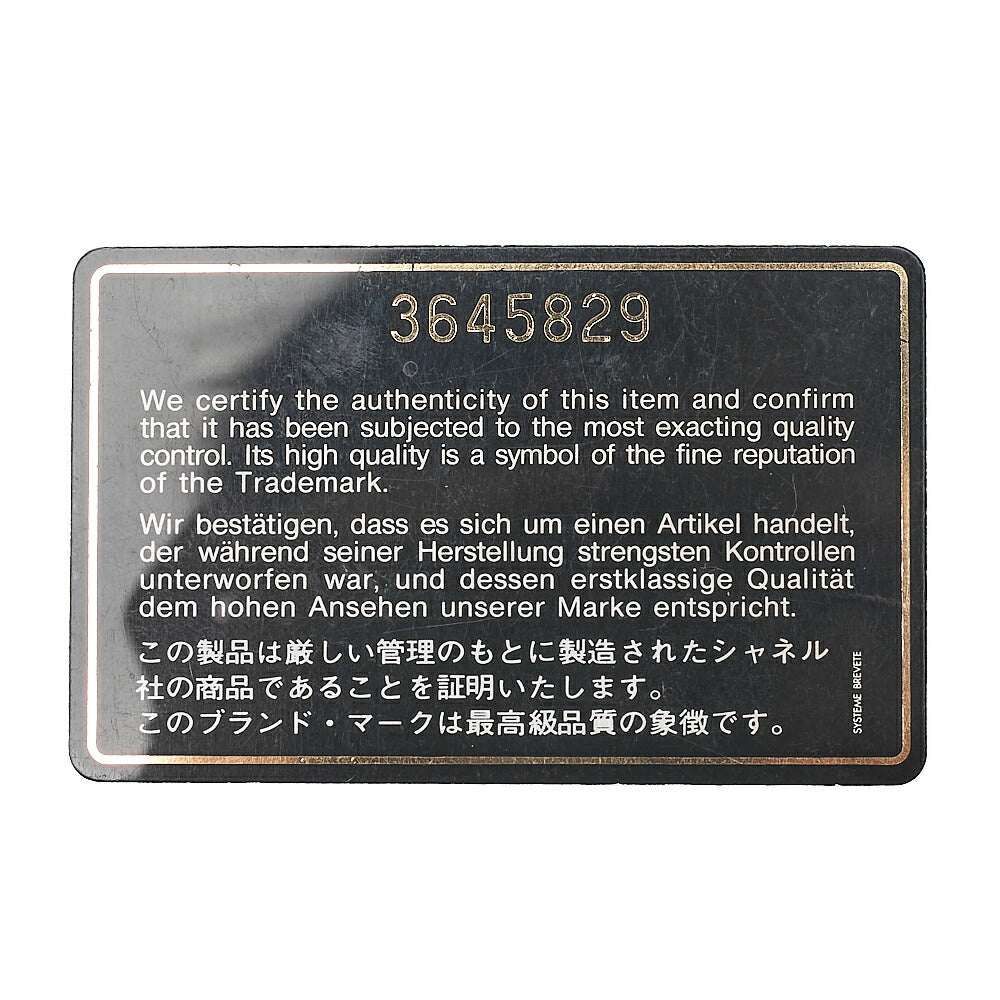 3645829
We certify the authenticity of this item and confirm
that it has been subjected to the most exacting quality
control. Its high quality is a symbol of the fine reputation
of the Trademark.
Wir bestätigen, dass es sich um einen Artikel handelt,
der während seiner Herstellung strengsten Kontrollen
unterworfen war, und dessen erstklassige Qualität
dem hohen Ansehen unserer Marke entspricht.
この製品は厳しい管理のもとに製造されたシャネル
社の商品であることを証明いたします。
このブランド・マークは最高級品質の象徴です。
SYSTEME BREVETE